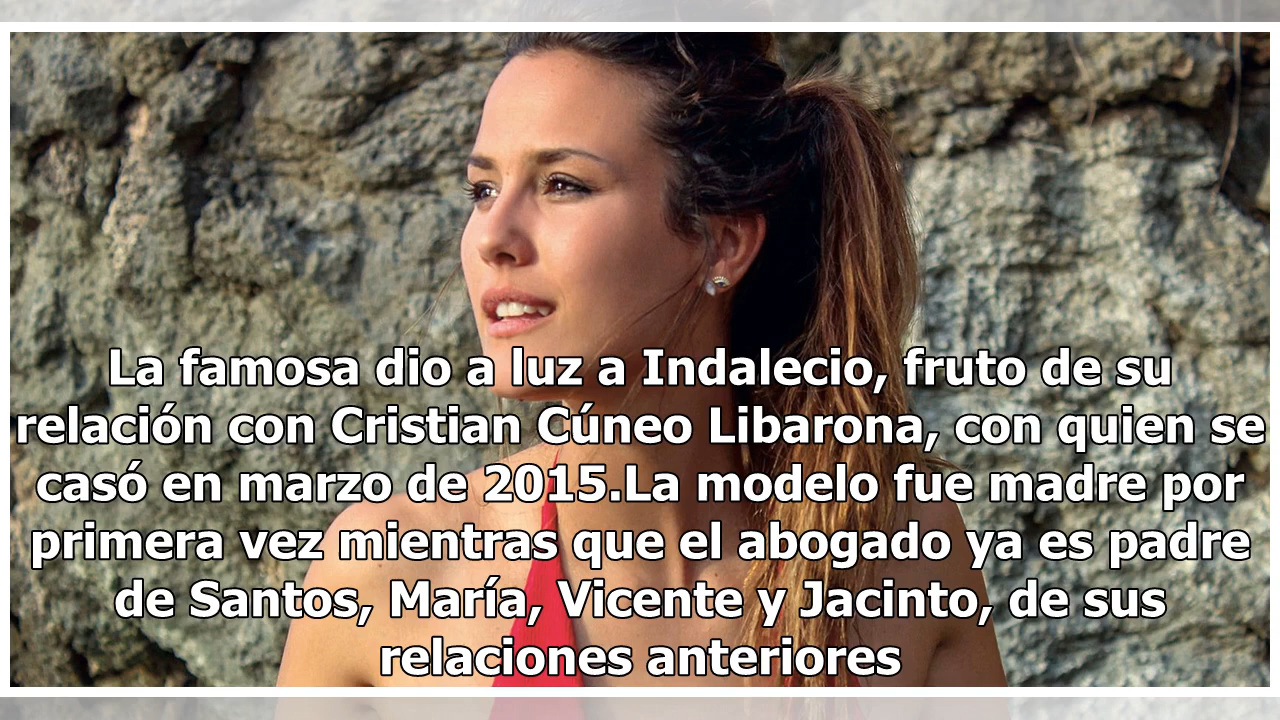 La famosa dio a luz a Indalecio, fruto de su
relación con Cristian Cúneo Libarona, con quien se
casó en marzo de 2015.La modelo fue madre por
primera vez mientras que el abogado ya es padre
de Santos, María, Vicente y Jacinto, de sus
relaciones anteriores